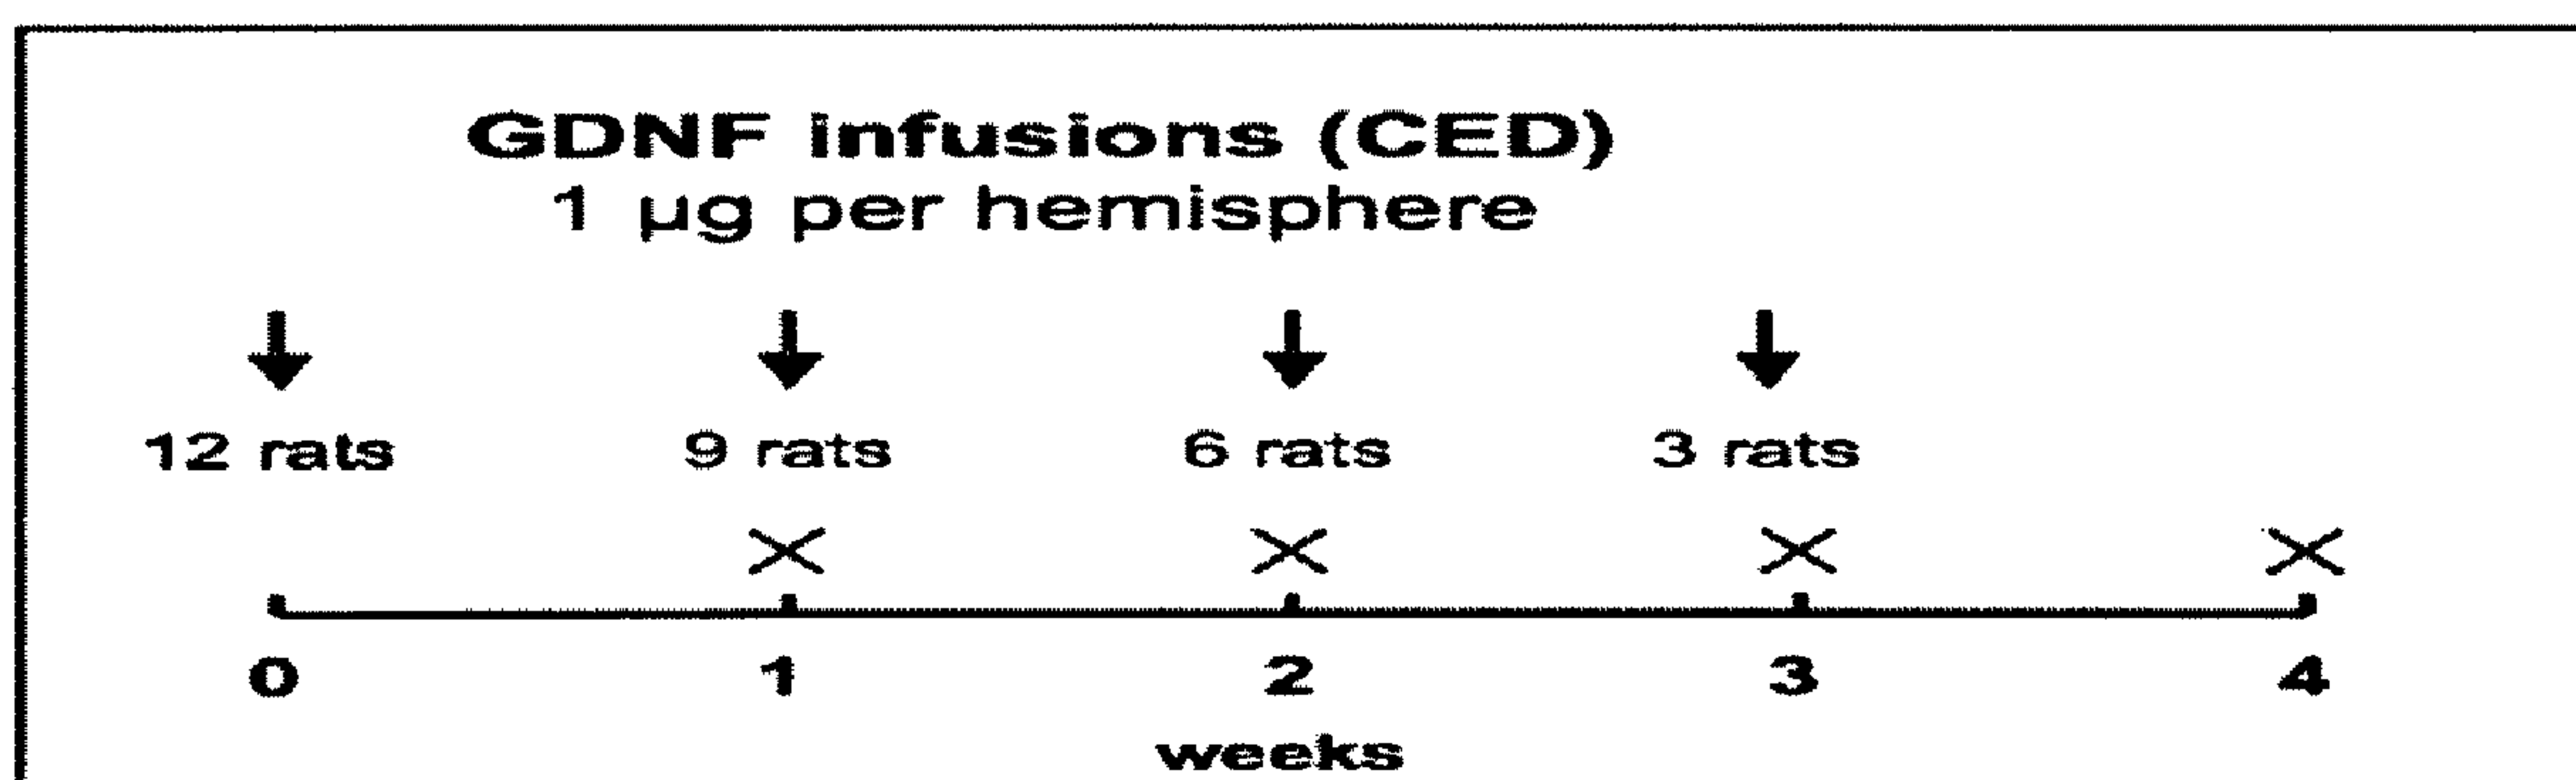 GDNF infusions (CED)
1 µg per hemisphere
12 rats 9 rats 6 rats 3 rats
0 1 2 3 4
weeks